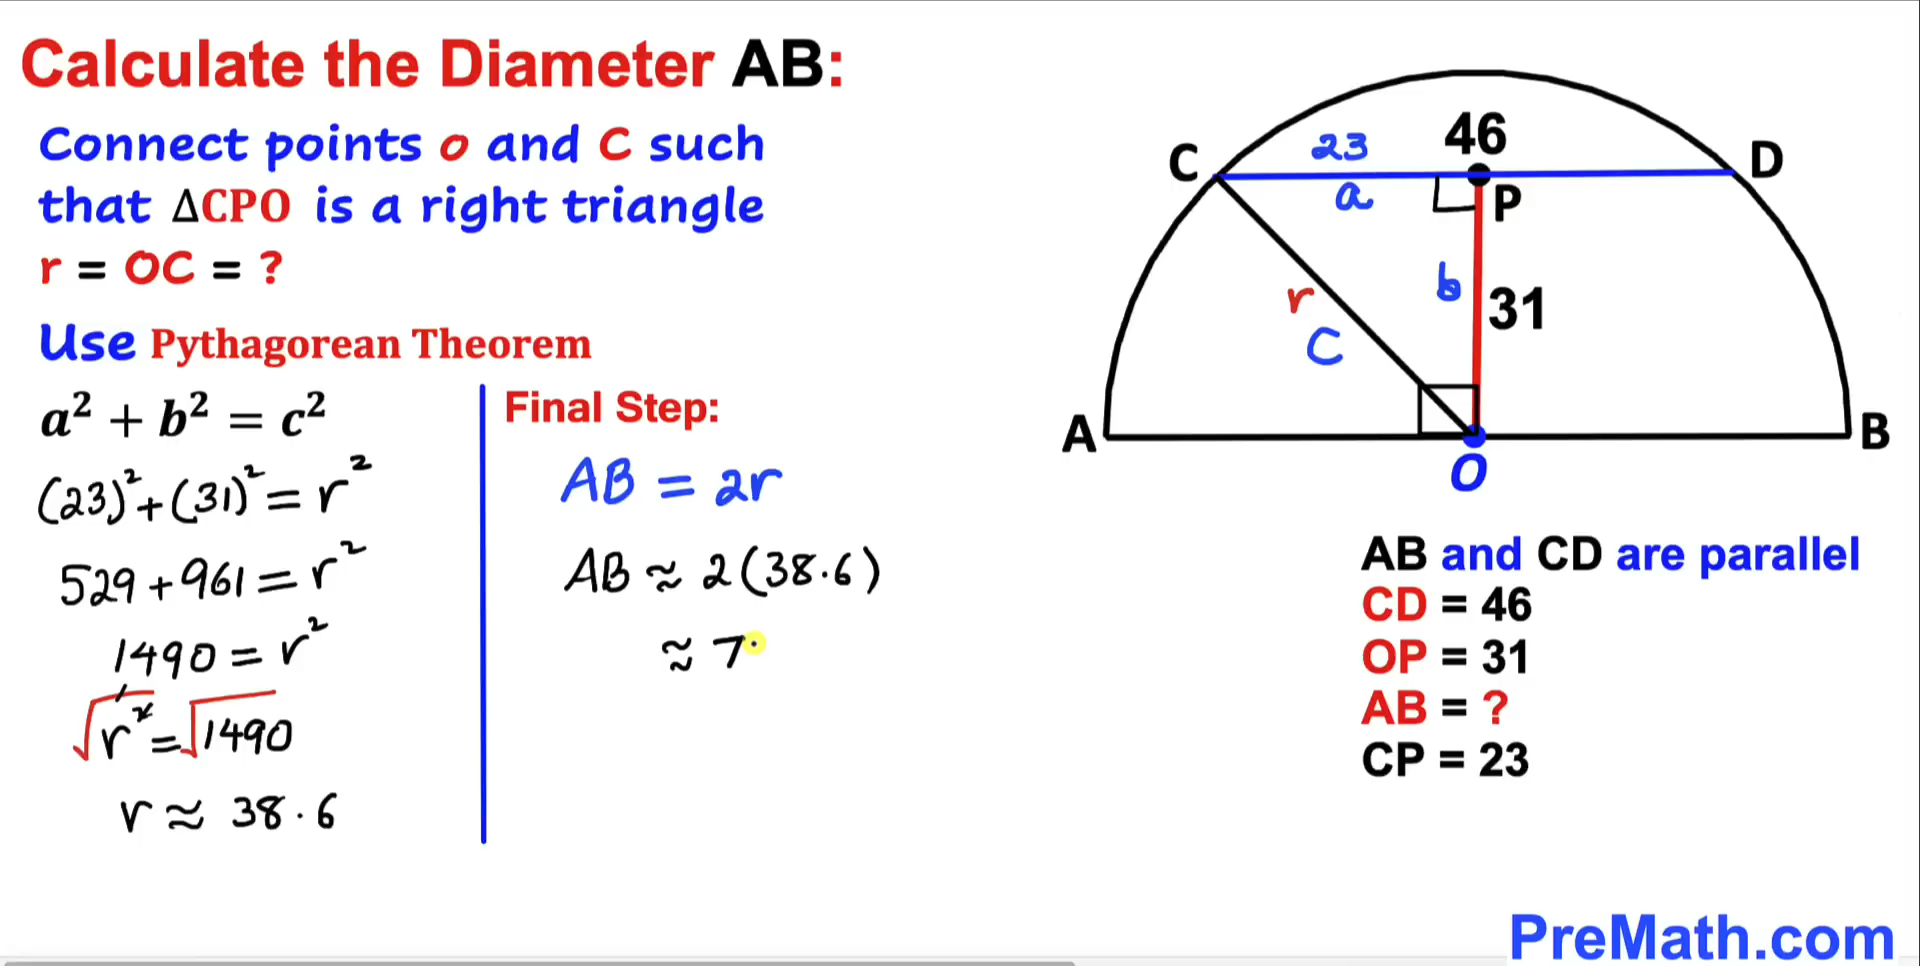 Calculate the Diameter AB:
Connect points O and C such
that ΔCPO is a right triangle
r = OC = ?
Use Pythagorean Theorem
a² + b² = c²
(23)² + (31)² = r²
529 + 961 = r²
1490 = r²
√r² = √1490
r ≈ 38.6
Final Step:
AB = 2r
AB ≈ 2(38.6)
≈ 7
C
23
46
D
a
P
b
31
r
C
A
B
O
AB and CD are parallel
CD = 46
OP = 31
AB = ?
CP = 23
PreMath.com